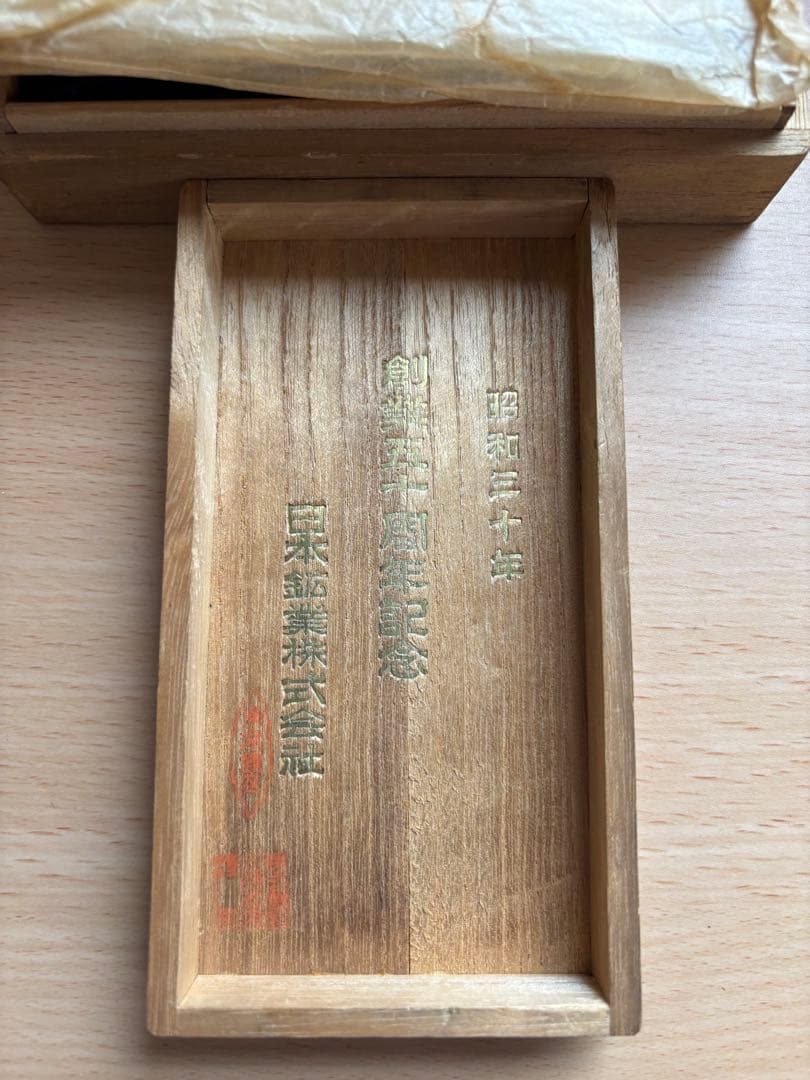 昭和三十年
創業五十周年記念
日本鉱業株式会社